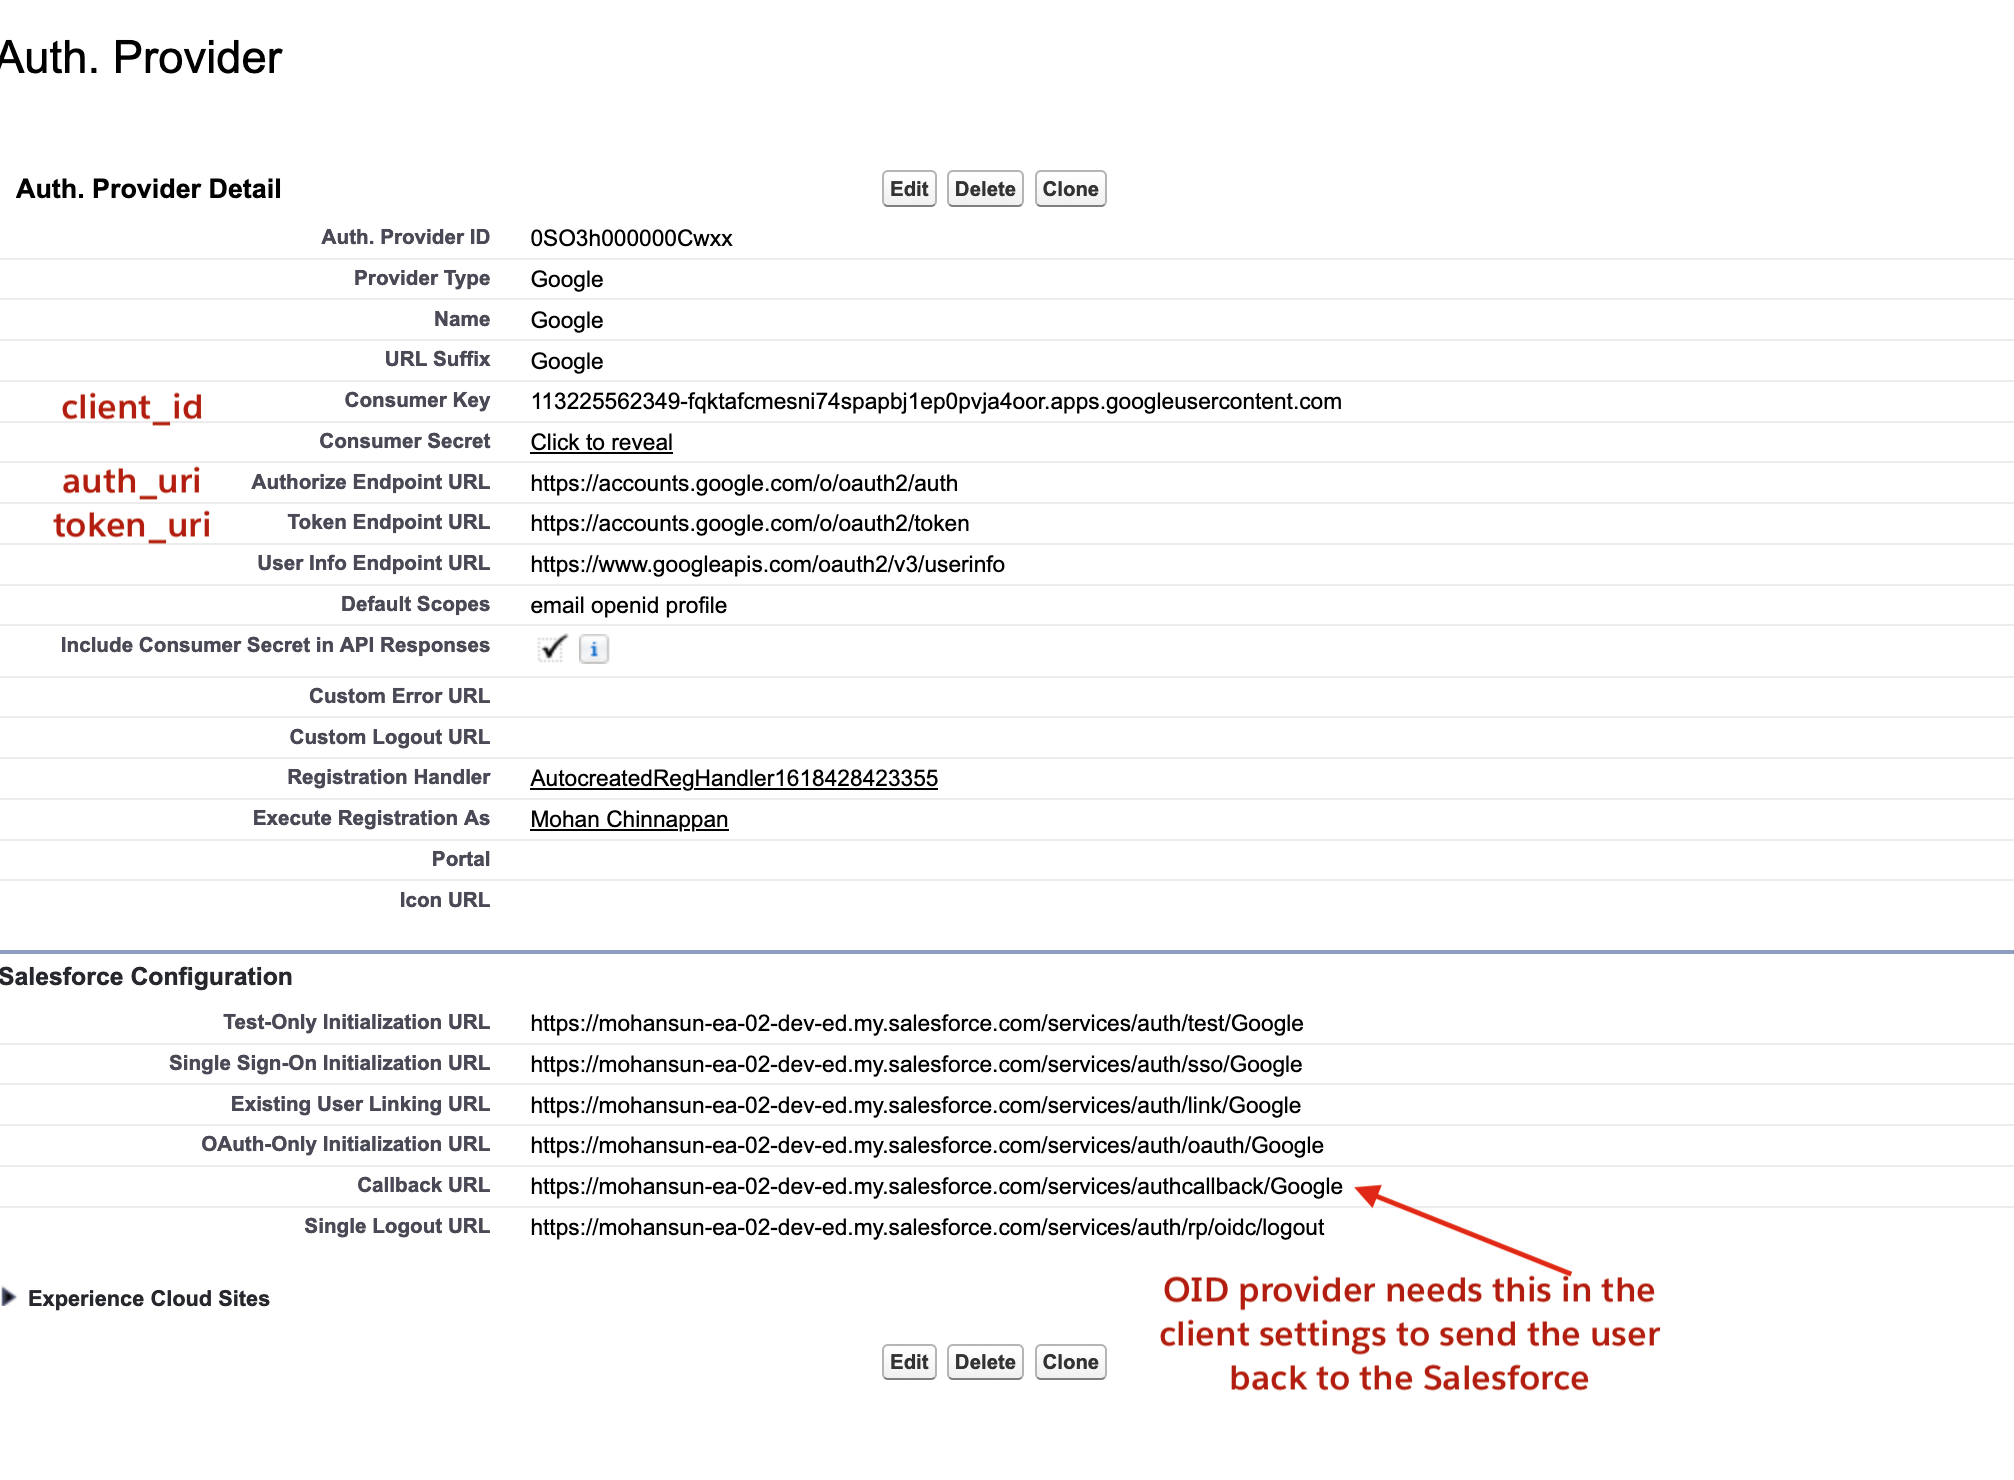 Auth. Provider
Auth. Provider Detail Edit Delete Clone
Auth. Provider ID 0SO3h000000Cwxx
Provider Type Google
Name Google
URL Suffix Google
client_id Consumer Key 113225562349-fqktafcmesni74spapbj1ep0pvja4oor.apps.googleusercontent.com
Consumer Secret Click to reveal
auth_uri Authorize Endpoint URL https://accounts.google.com/o/oauth2/auth
token_uri Token Endpoint URL https://accounts.google.com/o/oauth2/token
User Info Endpoint URL https://www.googleapis.com/oauth2/v3/userinfo
Default Scopes email openid profile
Include Consumer Secret in API Responses i
Custom Error URL
Custom Logout URL
Registration Handler AutocreatedRegHandler1618428423355
Execute Registration As Mohan Chinnappan
Portal
Icon URL
Salesforce Configuration
Test-Only Initialization URL https://mohansun-ea-02-dev-ed.my.salesforce.com/services/auth/test/Google
Single Sign-On Initialization URL https://mohansun-ea-02-dev-ed.my.salesforce.com/services/auth/sso/Google
Existing User Linking URL https://mohansun-ea-02-dev-ed.my.salesforce.com/services/auth/link/Google
OAuth-Only Initialization URL https://mohansun-ea-02-dev-ed.my.salesforce.com/services/auth/oauth/Google
Callback URL https://mohansun-ea-02-dev-ed.my.salesforce.com/services/authcallback/Google
Single Logout URL https://mohansun-ea-02-dev-ed.my.salesforce.com/services/auth/rp/oidc/logout
OID provider needs this in the
client settings to send the user
back to the Salesforce
Experience Cloud Sites
Edit Delete Clone